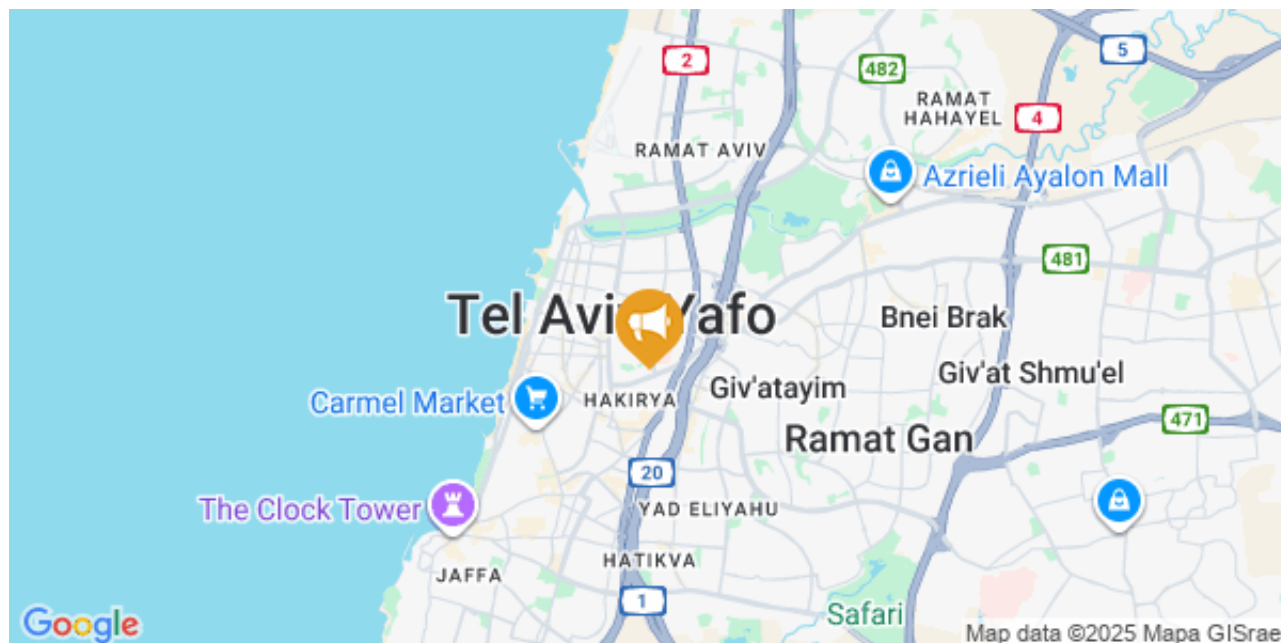 2
5
482
RAMAT
HAHAYEL
4
RAMAT AVIV
Azrieli Ayalon Mall
481
Tel Aviv-Yafo
Bnei Brak
Giv'at Shmu'el
Giv'atayim
Carmel Market
HAKIRYA
471
Ramat Gan
20
The Clock Tower
YAD ELIYAHU
HATIKVA
JAFFA
1
Safari
Google
Map data ©2025 Mapa GISrae